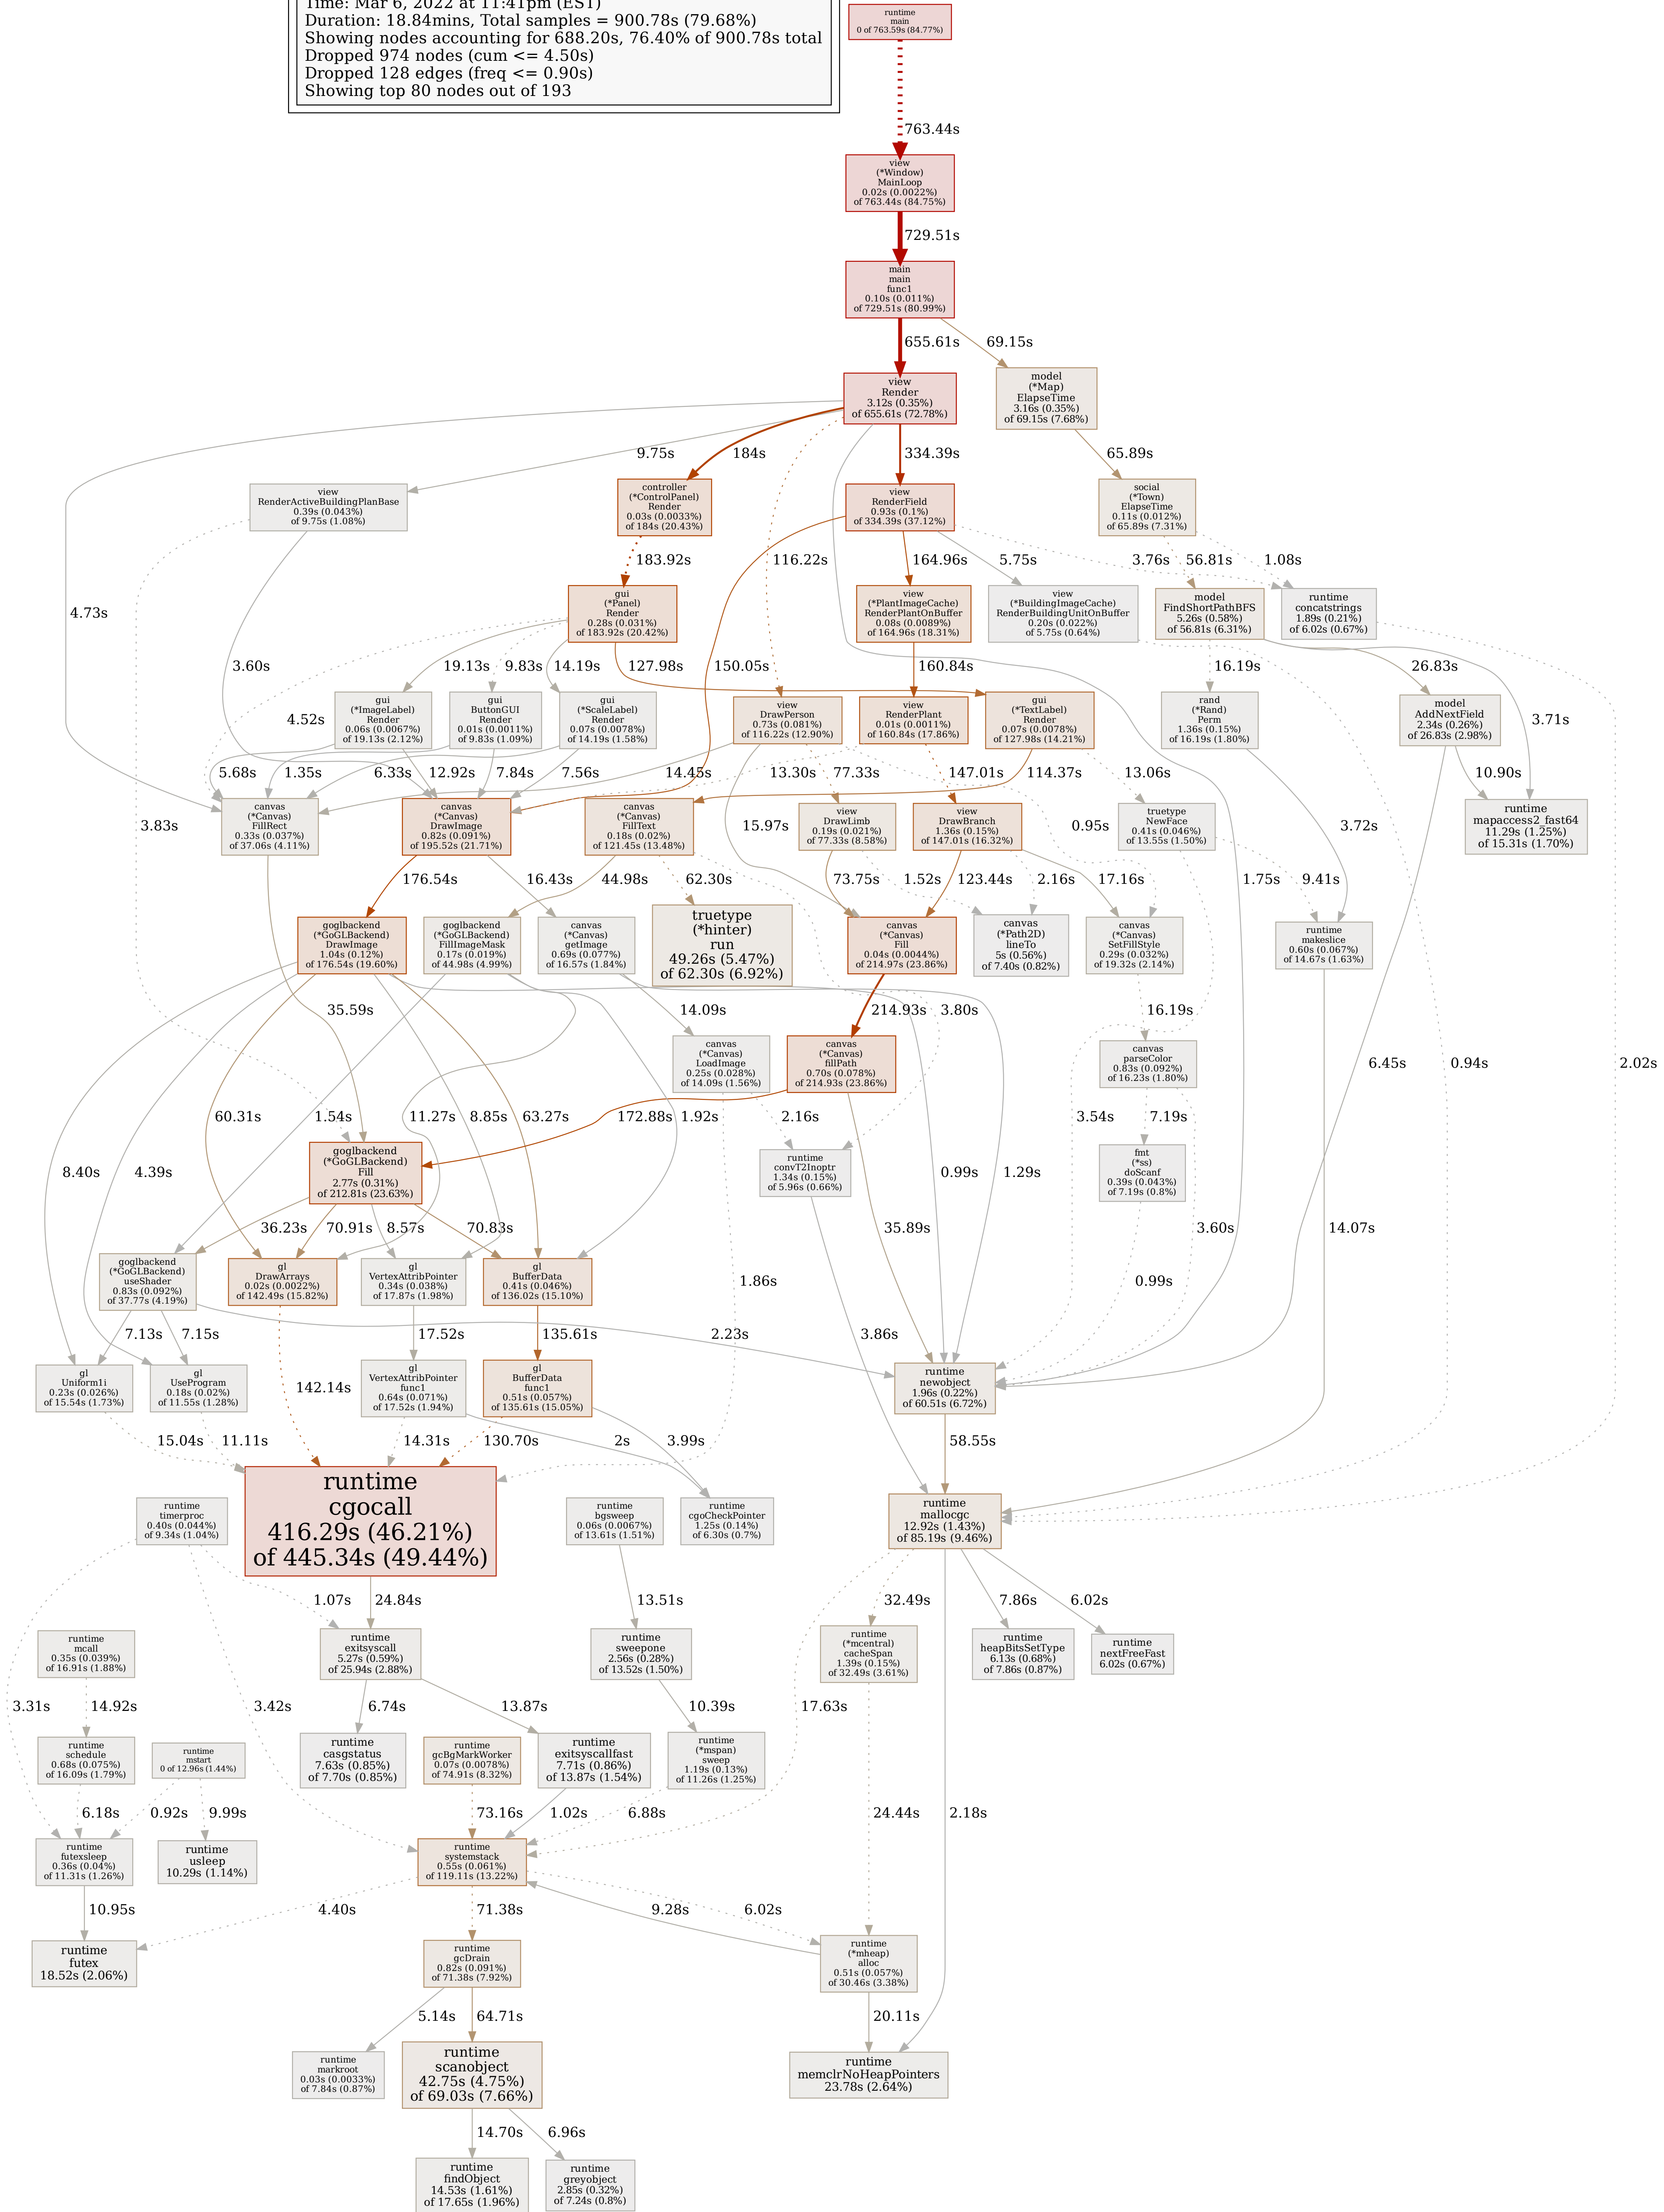 Time: Mar 6, 2022 at 11:41pm (EST)
Duration: 18.84mins, Total samples = 900.78s (79.68%)
Showing nodes accounting for 688.20s, 76.40% of 900.78s total
Dropped 974 nodes (cum <= 4.50s)
Dropped 128 edges (freq <= 0.90s)
Showing top 80 nodes out of 193
runtime
main
0 of 763.59s (84.77%)
763.44s
view
(*Window)
MainLoop
0.02s (0.0022%)
of 763.44s (84.75%)
729.51s
main
main
func1
0.10s (0.011%)
of 729.51s (80.99%)
655.61s
69.15s
view
Render
3.12s (0.35%)
of 655.61s (72.78%)
model
(*Map)
ElapseTime
3.16s (0.35%)
of 69.15s (7.68%)
9.75s
184s
334.39s
65.89s
view
RenderActiveBuildingPlanBase
0.39s (0.043%)
of 9.75s (1.08%)
controller
(*ControlPanel)
Render
0.03s (0.0033%)
of 184s (20.43%)
view
RenderField
0.93s (0.1%)
of 334.39s (37.12%)
social
(*Town)
ElapseTime
0.11s (0.012%)
of 65.89s (7.31%)
183.92s
116.22s
164.96s
5.75s
3.76s
56.81s
1.08s
4.73s
gui
(*Panel)
Render
0.28s (0.031%)
of 183.92s (20.42%)
view
(*PlantImageCache)
RenderPlantOnBuffer
0.08s (0.0089%)
of 164.96s (18.31%)
view
(*BuildingImageCache)
RenderBuildingUnitOnBuffer
0.20s (0.022%)
of 5.75s (0.64%)
model
FindShortPathBFS
5.26s (0.58%)
of 56.81s (6.31%)
runtime
concatstrings
1.89s (0.21%)
of 6.02s (0.67%)
3.60s
19.13s
9.83s
14.19s
127.98s
150.05s
160.84s
16.19s
26.83s
3.71s
gui
(*ImageLabel)
Render
0.06s (0.0067%)
of 19.13s (2.12%)
gui
ButtonGUI
Render
0.01s (0.0011%)
of 9.83s (1.09%)
gui
(*ScaleLabel)
Render
0.07s (0.0078%)
of 14.19s (1.58%)
view
DrawPerson
0.73s (0.081%)
of 116.22s (12.90%)
view
RenderPlant
0.01s (0.0011%)
of 160.84s (17.86%)
gui
(*TextLabel)
Render
0.07s (0.0078%)
of 127.98s (14.21%)
rand
(*Rand)
Perm
1.36s (0.15%)
of 16.19s (1.80%)
model
AddNextField
2.34s (0.26%)
of 26.83s (2.98%)
4.52s
5.68s
1.35s
6.33s
12.92s
7.84s
7.56s
14.45s
13.30s
77.33s
147.01s
114.37s
13.06s
10.90s
3.83s
canvas
(*Canvas)
FillRect
0.33s (0.037%)
of 37.06s (4.11%)
canvas
(*Canvas)
DrawImage
0.82s (0.091%)
of 195.52s (21.71%)
canvas
(*Canvas)
FillText
0.18s (0.02%)
of 121.45s (13.48%)
15.97s
view
DrawLimb
0.19s (0.021%)
of 77.33s (8.58%)
view
DrawBranch
1.36s (0.15%)
of 147.01s (16.32%)
0.95s
truetype
NewFace
0.41s (0.046%)
of 13.55s (1.50%)
3.72s
runtime
mapaccess2_fast64
11.29s (1.25%)
of 15.31s (1.70%)
176.54s
16.43s
44.98s
62.30s
73.75s
1.52s
123.44s
2.16s
17.16s
1.75s
9.41s
goglbackend
(*GoGLBackend)
DrawImage
1.04s (0.12%)
of 176.54s (19.60%)
goglbackend
(*GoGLBackend)
FillImageMask
0.17s (0.019%)
of 44.98s (4.99%)
canvas
(*Canvas)
getImage
0.69s (0.077%)
of 16.57s (1.84%)
truetype
(*hinter)
run
49.26s (5.47%)
of 62.30s (6.92%)
canvas
(*Canvas)
Fill
0.04s (0.0044%)
of 214.97s (23.86%)
canvas
(*Path2D)
lineTo
5s (0.56%)
of 7.40s (0.82%)
canvas
(*Canvas)
SetFillStyle
0.29s (0.032%)
of 19.32s (2.14%)
runtime
makeslice
0.60s (0.067%)
of 14.67s (1.63%)
35.59s
14.09s
214.93s
3.80s
16.19s
canvas
(*Canvas)
LoadImage
0.25s (0.028%)
of 14.09s (1.56%)
canvas
(*Canvas)
fillPath
0.70s (0.078%)
of 214.93s (23.86%)
canvas
parseColor
0.83s (0.092%)
of 16.23s (1.80%)
6.45s
0.94s
2.02s
60.31s
1.54s
11.27s
8.85s
63.27s
172.88s
1.92s
2.16s
3.54s
7.19s
8.40s
4.39s
goglbackend
(*GoGLBackend)
Fill
2.77s (0.31%)
of 212.81s (23.63%)
runtime
convT2Inoptr
1.34s (0.15%)
of 5.96s (0.66%)
0.99s
1.29s
fmt
(*ss)
doScanf
0.39s (0.043%)
of 7.19s (0.8%)
36.23s
70.91s
8.57s
70.83s
35.89s
3.60s
14.07s
goglbackend
(*GoGLBackend)
useShader
0.83s (0.092%)
of 37.77s (4.19%)
gl
DrawArrays
0.02s (0.0022%)
of 142.49s (15.82%)
gl
VertexAttribPointer
0.34s (0.038%)
of 17.87s (1.98%)
gl
BufferData
0.41s (0.046%)
of 136.02s (15.10%)
1.86s
0.99s
7.13s
7.15s
17.52s
135.61s
2.23s
3.86s
gl
Uniform1i
0.23s (0.026%)
of 15.54s (1.73%)
gl
UseProgram
0.18s (0.02%)
of 11.55s (1.28%)
142.14s
gl
VertexAttribPointer
func1
0.64s (0.071%)
of 17.52s (1.94%)
gl
BufferData
func1
0.51s (0.057%)
of 135.61s (15.05%)
runtime
newobject
1.96s (0.22%)
of 60.51s (6.72%)
15.04s
11.11s
14.31s
130.70s
2s
3.99s
58.55s
runtime
timerproc
0.40s (0.044%)
of 9.34s (1.04%)
runtime
cgocall
416.29s (46.21%)
of 445.34s (49.44%)
runtime
bgsweep
0.06s (0.0067%)
of 13.61s (1.51%)
runtime
cgoCheckPointer
1.25s (0.14%)
of 6.30s (0.7%)
runtime
mallocgc
12.92s (1.43%)
of 85.19s (9.46%)
1.07s
24.84s
13.51s
32.49s
7.86s
6.02s
runtime
mcall
0.35s (0.039%)
of 16.91s (1.88%)
runtime
exitsyscall
5.27s (0.59%)
of 25.94s (2.88%)
runtime
sweepone
2.56s (0.28%)
of 13.52s (1.50%)
runtime
(*mcentral)
cacheSpan
1.39s (0.15%)
of 32.49s (3.61%)
runtime
heapBitsSetType
6.13s (0.68%)
of 7.86s (0.87%)
runtime
nextFreeFast
6.02s (0.67%)
3.31s
14.92s
3.42s
6.74s
13.87s
10.39s
17.63s
runtime
schedule
0.68s (0.075%)
of 16.09s (1.79%)
runtime
mstart
0 of 12.96s (1.44%)
runtime
casgstatus
7.63s (0.85%)
of 7.70s (0.85%)
runtime
gcBgMarkWorker
0.07s (0.0078%)
of 74.91s (8.32%)
runtime
exitsyscallfast
7.71s (0.86%)
of 13.87s (1.54%)
runtime
(*mspan)
sweep
1.19s (0.13%)
of 11.26s (1.25%)
6.18s
0.92s
9.99s
73.16s
1.02s
6.88s
24.44s
2.18s
runtime
futexsleep
0.36s (0.04%)
of 11.31s (1.26%)
runtime
usleep
10.29s (1.14%)
runtime
systemstack
0.55s (0.061%)
of 119.11s (13.22%)
10.95s
4.40s
71.38s
9.28s
6.02s
runtime
futex
18.52s (2.06%)
runtime
gcDrain
0.82s (0.091%)
of 71.38s (7.92%)
runtime
(*mheap)
alloc
0.51s (0.057%)
of 30.46s (3.38%)
5.14s
64.71s
20.11s
runtime
markroot
0.03s (0.0033%)
of 7.84s (0.87%)
runtime
scanobject
42.75s (4.75%)
of 69.03s (7.66%)
runtime
memclrNoHeapPointers
23.78s (2.64%)
14.70s
6.96s
runtime
findObject
14.53s (1.61%)
of 17.65s (1.96%)
runtime
greyobject
2.85s (0.32%)
of 7.24s (0.8%)